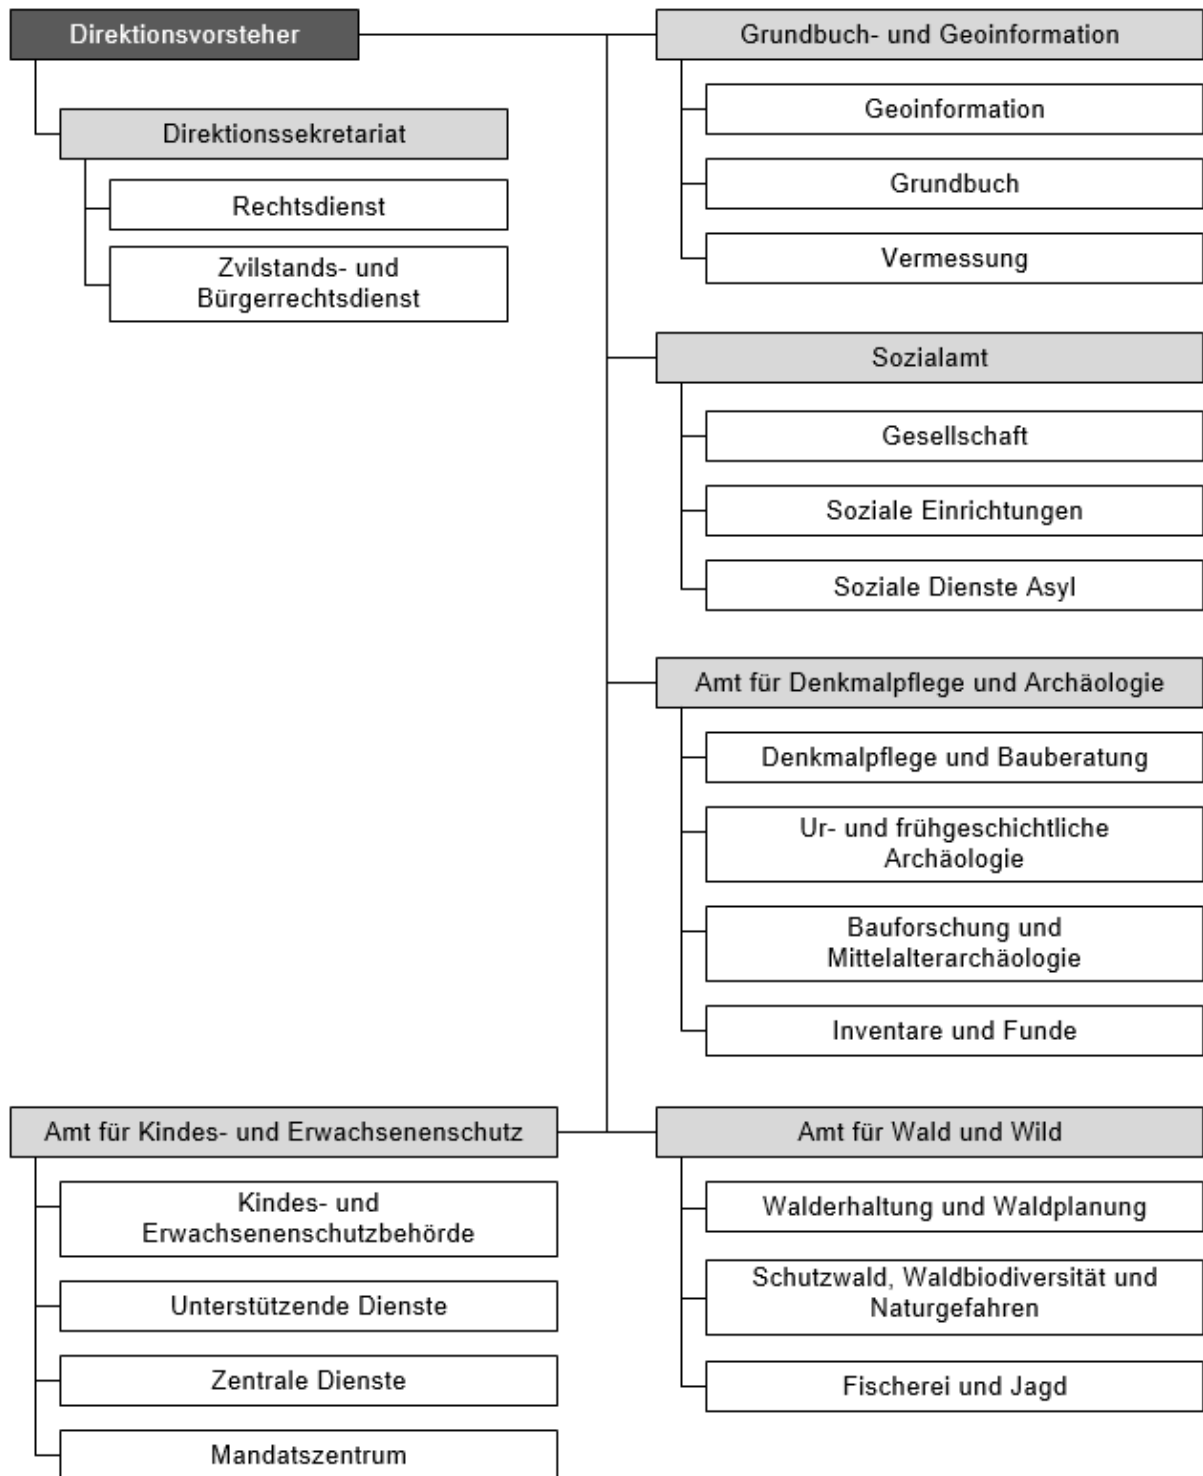 Direktionsvorsteher
Direktionssekretariat
Rechtsdienst
Zvilstands- und
Bürgerrechtsdienst
Grundbuch- und Geoinformation
Geoinformation
Grundbuch
Vermessung
Sozialamt
Gesellschaft
Soziale Einrichtungen
Soziale Dienste Asyl
Amt für Denkmalpflege und Archäologie
Denkmalpflege und Bauberatung
Ur- und frühgeschichtliche
Archäologie
Bauforschung und
Mittelalterarchäologie
Inventare und Funde
Amt für Kindes- und Erwachsenenschutz
Kindes- und
Erwachsenenschutzbehörde
Unterstützende Dienste
Zentrale Dienste
Mandatszentrum
Amt für Wald und Wild
Walderhaltung und Waldplanung
Schutzwald, Waldbiodiversität und
Naturgefahren
Fischerei und Jagd